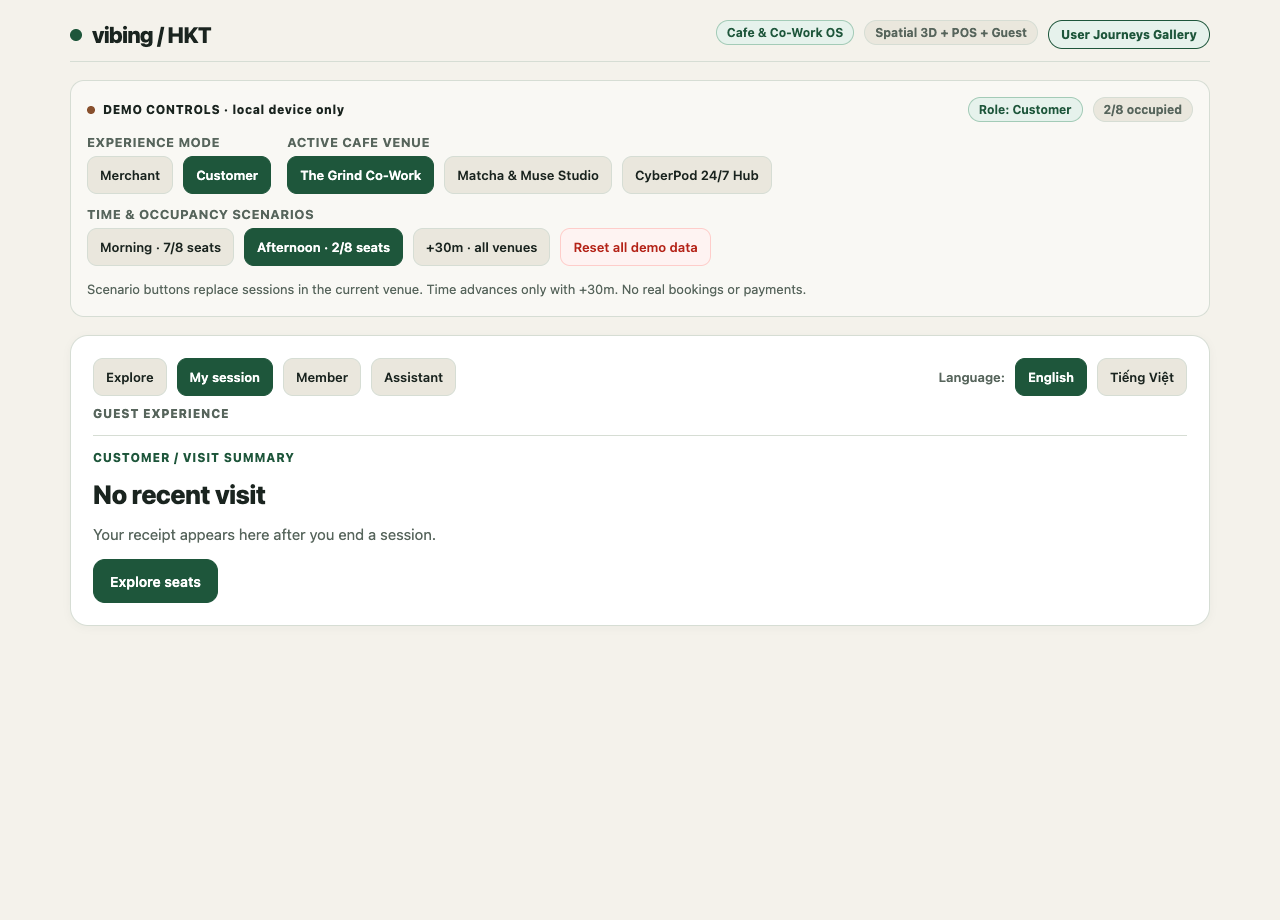 vibing / HKT
Cafe & Co-Work OS
Spatial 3D + POS + Guest
User Journeys Gallery
DEMO CONTROLS · local device only
Role: Customer
2/8 occupied
EXPERIENCE MODE
ACTIVE CAFE VENUE
Merchant
Customer
The Grind Co-Work
Matcha & Muse Studio
CyberPod 24/7 Hub
TIME & OCCUPANCY SCENARIOS
Morning · 7/8 seats
Afternoon · 2/8 seats
+30m · all venues
Reset all demo data
Scenario buttons replace sessions in the current venue. Time advances only with +30m. No real bookings or payments.
Explore
My session
Member
Assistant
Language:
English
Tiếng Việt
GUEST EXPERIENCE
CUSTOMER / VISIT SUMMARY
No recent visit
Your receipt appears here after you end a session.
Explore seats